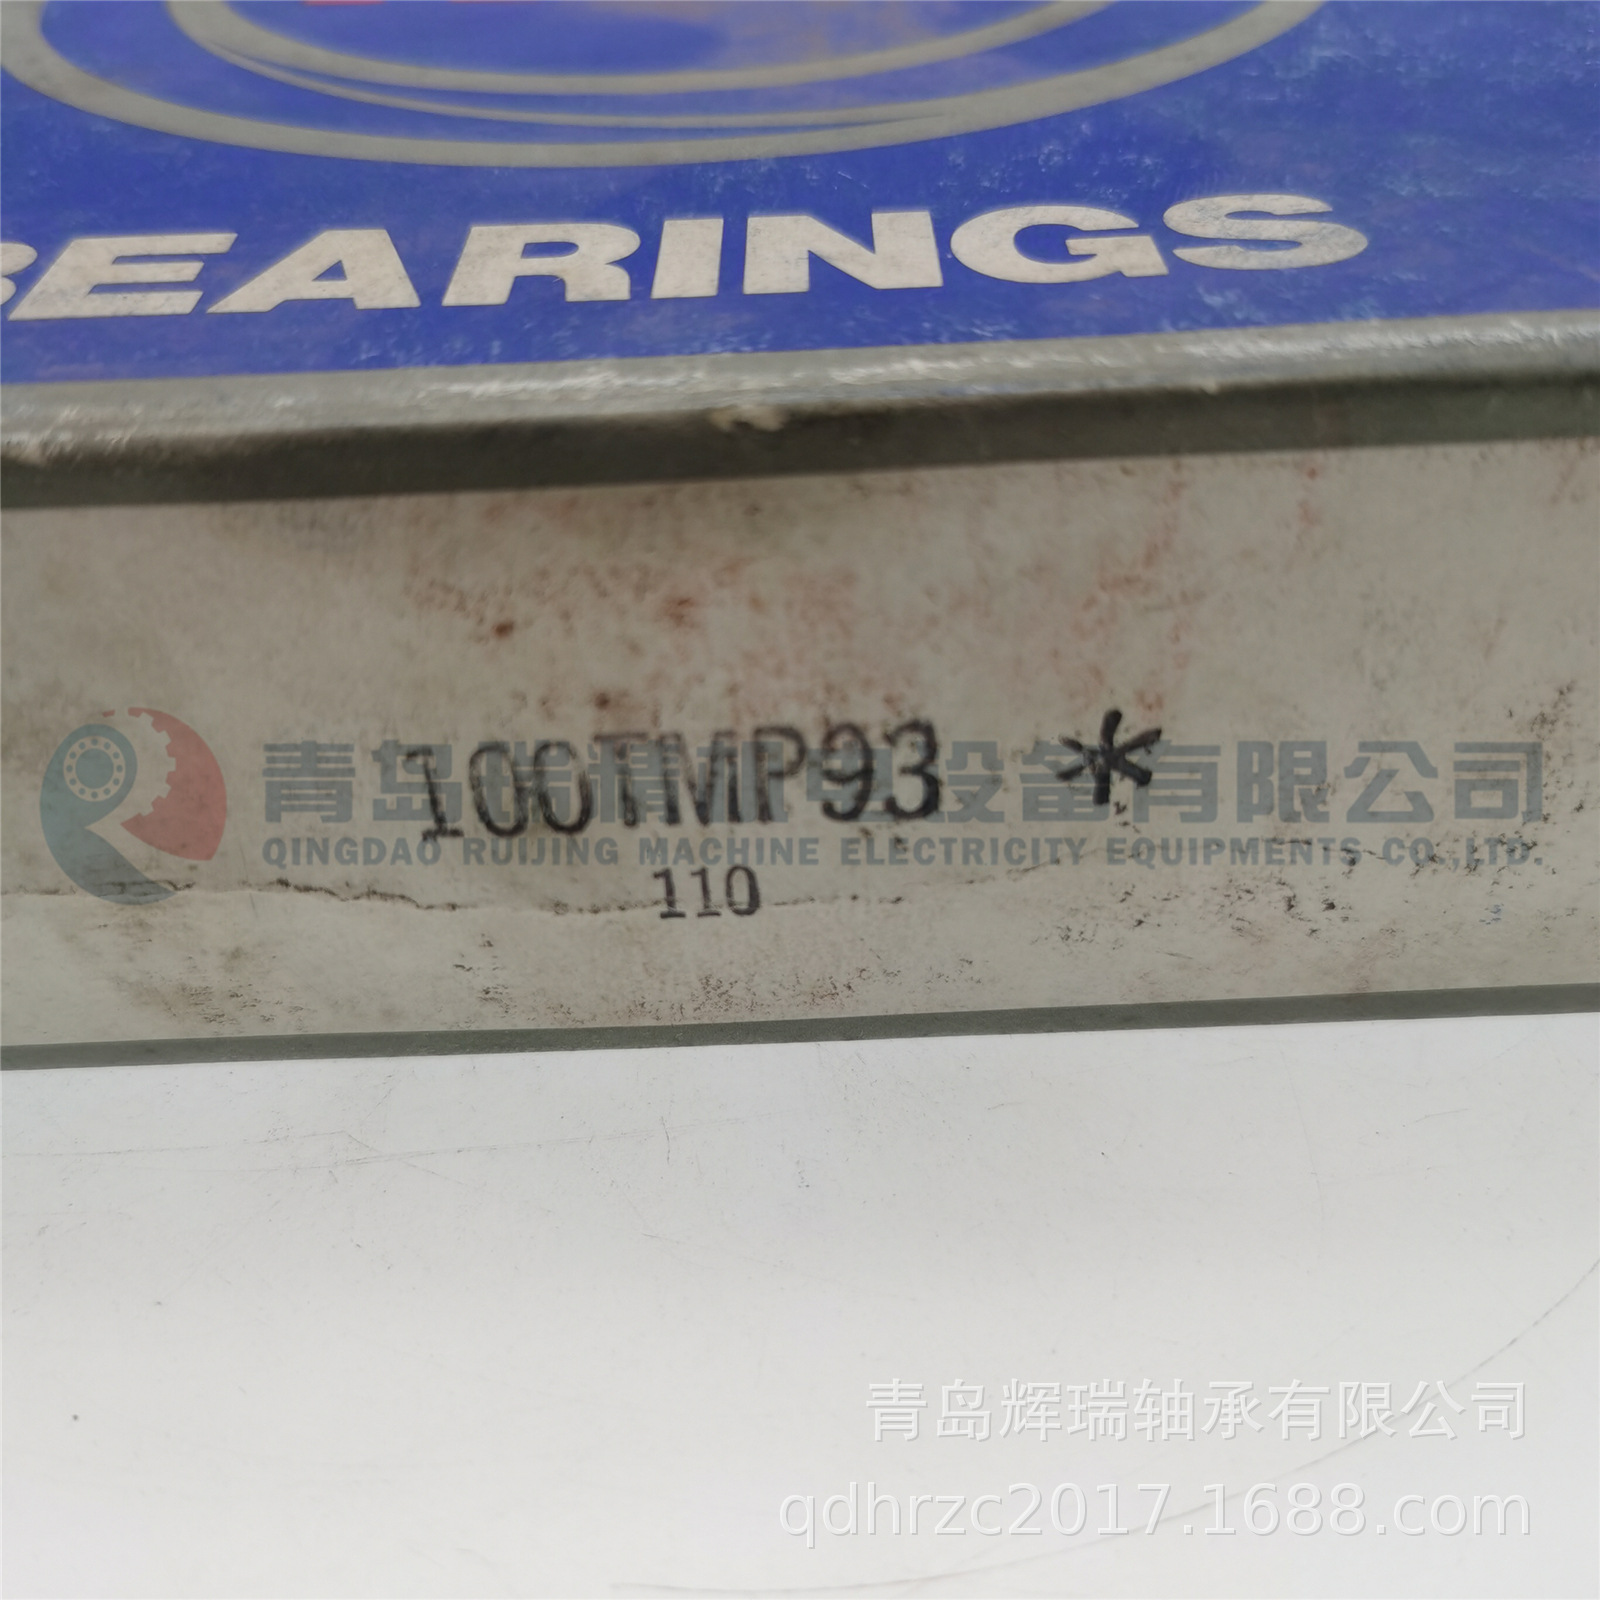 BEARINGS
100TMP93 *
青岛瑞精机电设备有限公司
QINGDAO RUIJING MACHINE ELECTRICITY EQUIPMENTS CO.,LTD.
110
青岛辉瑞轴承有限公司
qdhrzc2017.1688.com